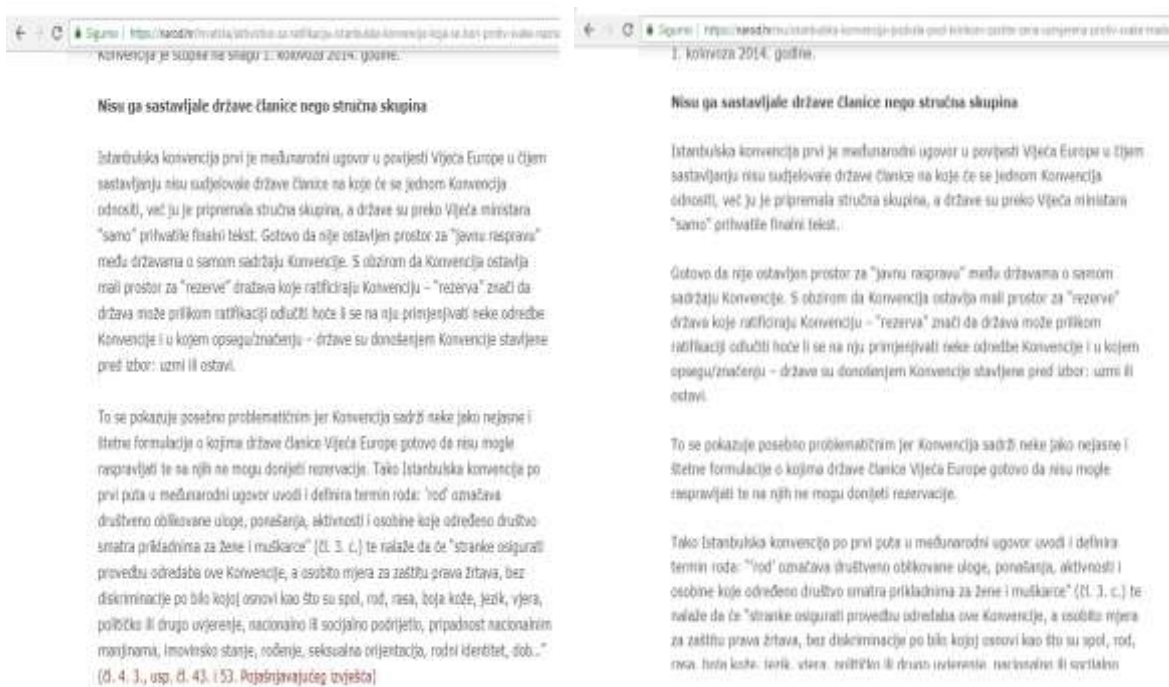 Sigurno | https://narod.hr
Konvencija je stupila na snagu 1. kolovoza 2014. godine.
Nisu ga sastavljale države članice nego stručna skupina
Istanbulska konvencija prvi je međunarodni ugovor u povijesti Vijeća Europe u čijem
sastavljanju nisu sudjelovale države članice na koje će se jednom Konvencija
odnositi, već ju je pripremala stručna skupina, a države su preko Vijeća ministara
"samo" prihvatile finalni tekst. Gotovo da nije ostavljen prostor za "javnu raspravu"
među državama o samom sadržaju Konvencije. S obzirom da Konvencija ostavlja
mali prostor za "rezerve" dražava koje ratificiraju Konvenciju – "rezerva" znači da
država može prilikom ratifikaciji odlučiti hoće li se na nju primjenjivati neke odredbe
Konvencije i u kojem opsegu/značenju – države su donošenjem Konvencije stavljene
pred izbor: uzmi ili ostavi.
To se pokazuje posebno problematičnim jer Konvencija sadrži neke jako nejasne i
štetne formulacije o kojima države članice Vijeća Europe gotovo da nisu mogle
raspravljati te na njih ne mogu donijeti rezervacije. Tako Istanbulska konvencija po
prvi puta u međunarodni ugovor uvodi i definira termin roda: 'rod' označava
društveno oblikovane uloge, ponašanja, aktivnosti i osobine koje određeno društvo
smatra prikladnima za žene i muškarce" (čl. 3. c.) te nalaže da će "stranke osigurati
provedbu odredaba ove Konvencije, a osobito mjera za zaštitu prava žrtava, bez
diskriminacije po bilo kojoj osnovi kao što su spol, rod, rasa, boja kože, jezik, vjera,
političko ili drugo uvjerenje, nacionalno ili socijalno podrijetlo, pripadnost nacionalnim
manjinama, imovinsko stanje, rođenje, seksualna orijentacija, rodni identitet, dob..."
(čl. 4. 3., usp. čl. 43. i 53. Pojašnjavajućeg izvješća)
Sigurno | https://narod.hr
1. kolovoza 2014. godine.
Nisu ga sastavljale države članice nego stručna skupina
Istanbulska konvencija prvi je međunarodni ugovor u povijesti Vijeća Europe u čijem
sastavljanju nisu sudjelovale države članice na koje će se jednom Konvencija
odnositi, već ju je pripremala stručna skupina, a države su preko Vijeća ministara
"samo" prihvatile finalni tekst.
Gotovo da nije ostavljen prostor za "javnu raspravu" među državama o samom
sadržaju Konvencije. S obzirom da Konvencija ostavlja mali prostor za "rezerve"
država koje ratificiraju Konvenciju – "rezerva" znači da država može prilikom
ratifikaciji odlučiti hoće li se na nju primjenjivati neke odredbe Konvencije i u kojem
opsegu/značenju – države su donošenjem Konvencije stavljene pred izbor: uzmi ili
ostavi.
To se pokazuje posebno problematičnim jer Konvencija sadrži neke jako nejasne i
štetne formulacije o kojima države članice Vijeća Europe gotovo da nisu mogle
raspravljati te na njih ne mogu donijeti rezervacije.
Tako Istanbulska konvencija po prvi puta u međunarodni ugovor uvodi i definira
termin roda: "'rod' označava društveno oblikovane uloge, ponašanja, aktivnosti i
osobine koje određeno društvo smatra prikladnima za žene i muškarce" (čl. 3. c.) te
nalaže da će "stranke osigurati provedbu odredaba ove Konvencije, a osobito mjera
za zaštitu prava žrtava, bez diskriminacije po bilo kojoj osnovi kao što su spol, rod,
rasa, boja kože, jezik, vjera, političko ili drugo uvjerenje, nacionalno ili socijalno